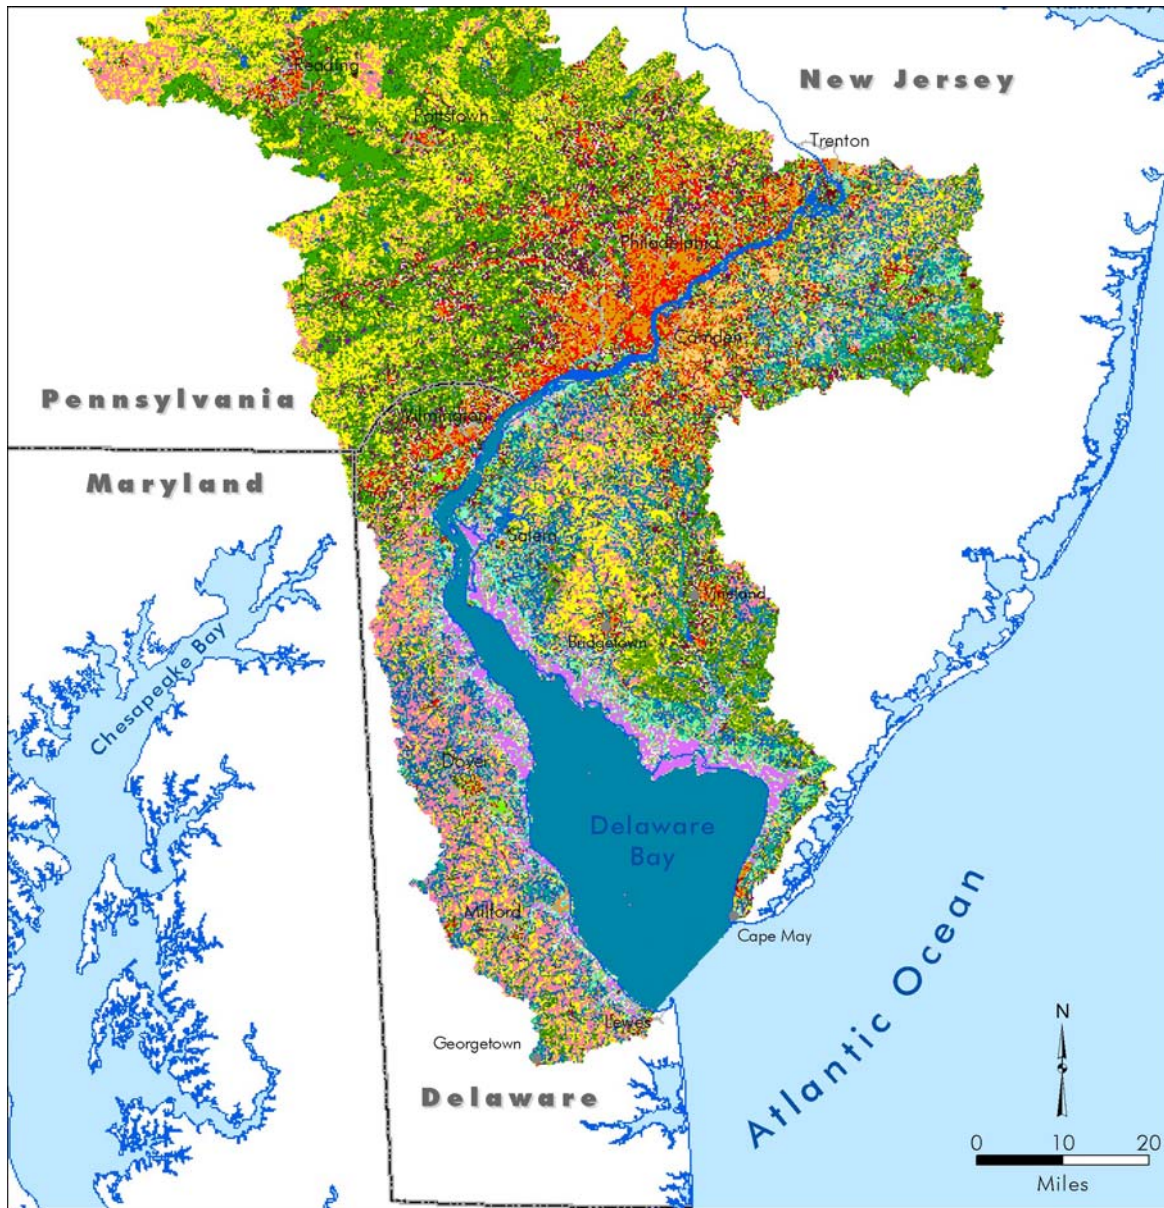 Reading
New Jersey
Pottstown
Trenton
Philadelphia
Camden
Pennsylvania
Wilmington
Maryland
Salem
Vineland
Chesapeake Bay
Bridgetown
Dover
Delaware
Bay
Milford
Cape May
Atlantic Ocean
Lewes
N
Georgetown
Delaware
0 10 20
Miles